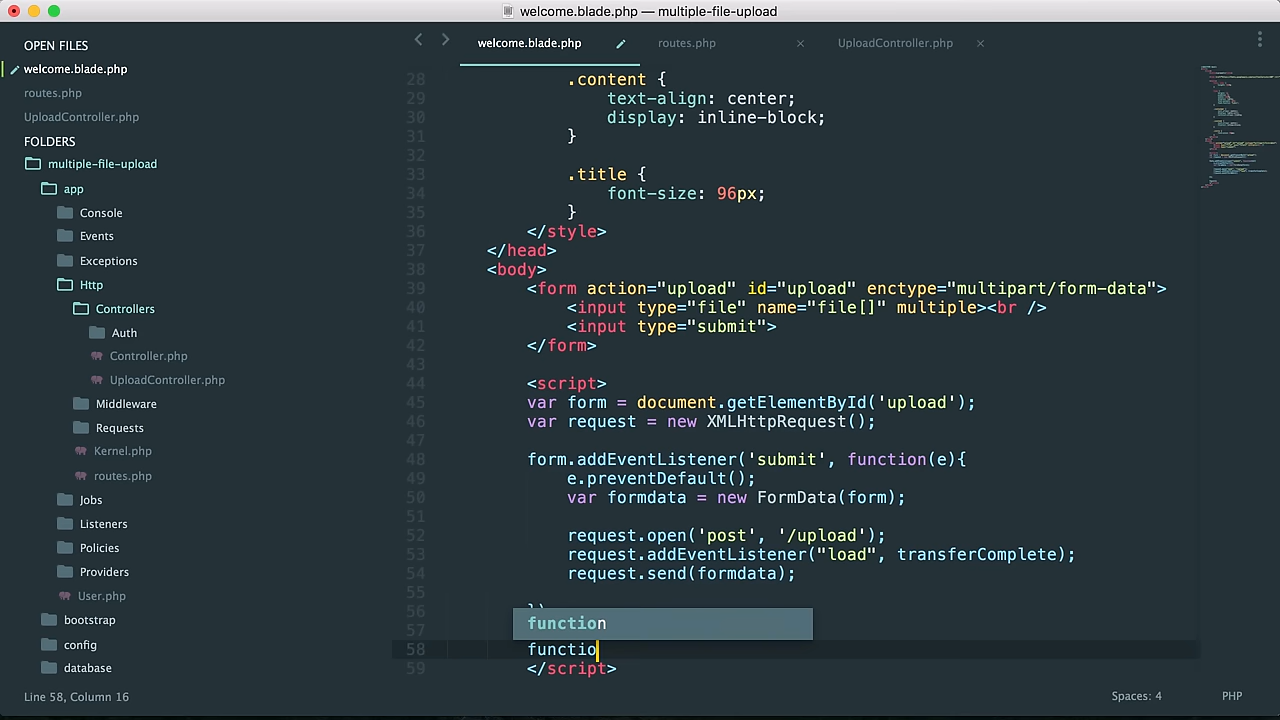 welcome.blade.php — multiple-file-upload
OPEN FILES
welcome.blade.php
routes.php
UploadController.php
FOLDERS
multiple-file-upload
app
Console
Events
Exceptions
Http
Controllers
Auth
Controller.php
UploadController.php
Middleware
Requests
Kernel.php
routes.php
Jobs
Listeners
Policies
Providers
User.php
bootstrap
config
database
welcome.blade.php routes.php UploadController.php
28 .content {
29 text-align: center;
30 display: inline-block;
31 }
32
33 .title {
34 font-size: 96px;
35 }
36 </style>
37 </head>
38 <body>
39 <form action="upload" id="upload" enctype="multipart/form-data">
40 <input type="file" name="file[]" multiple><br />
41 <input type="submit">
42 </form>
43
44 <script>
45 var form = document.getElementById('upload');
46 var request = new XMLHttpRequest();
47
48 form.addEventListener('submit', function(e){
49 e.preventDefault();
50 var formdata = new FormData(form);
51
52 request.open('post', '/upload');
53 request.addEventListener("load", transferComplete);
54 request.send(formdata);
55
56
57 function
58 functio
59 </script>
Line 58, Column 16
Spaces: 4 PHP